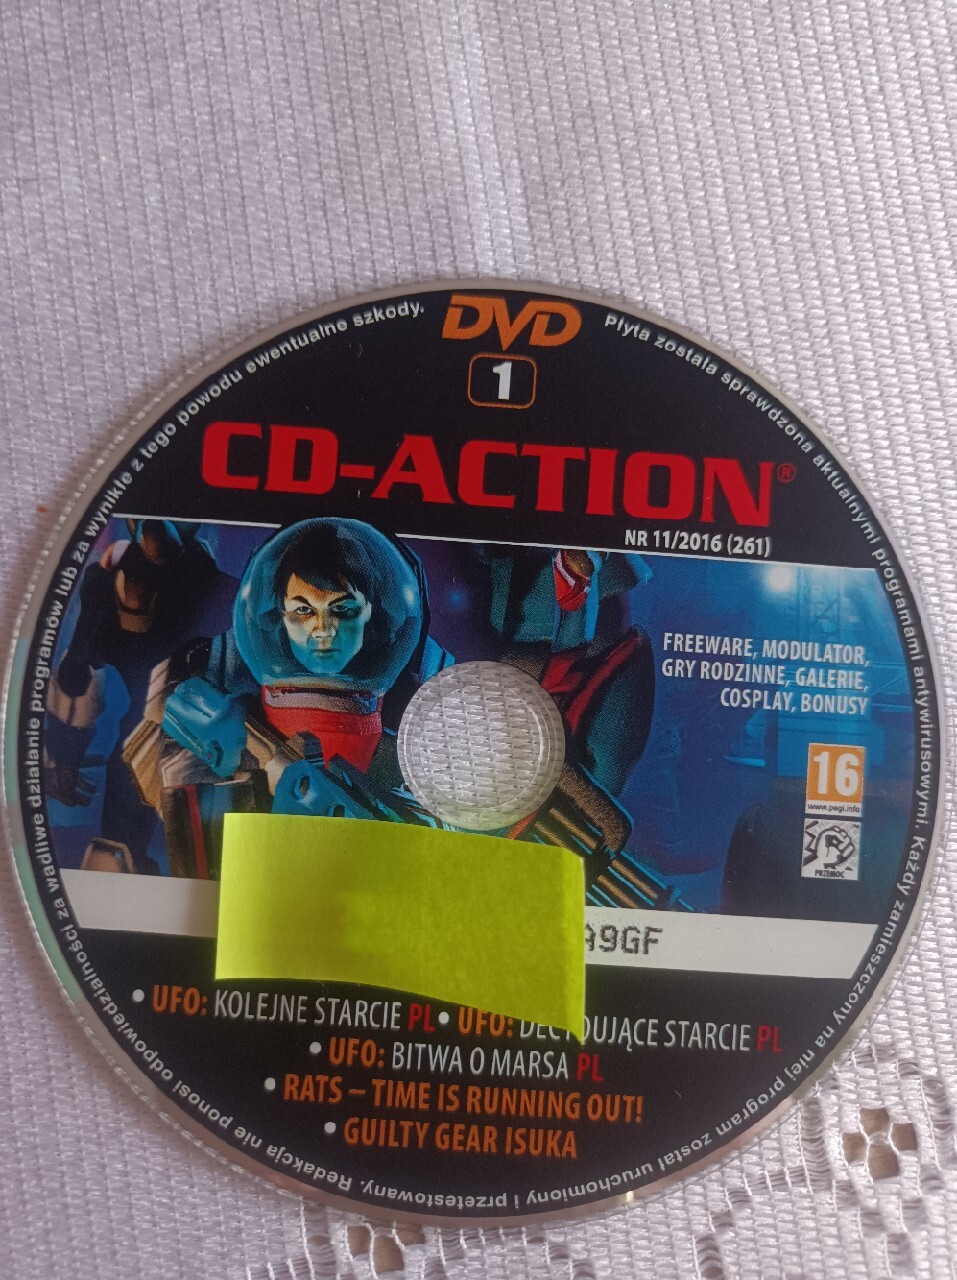 DVD
1
CD-ACTION®
NR 11/2016 (261)
FREEWARE, MODULATOR,
GRY RODZINNE, GALERIE,
COSPLAY, BONUSY
16
www.pegi.info
PRZEMOC
A9GF
• UFO: KOLEJNE STARCIE PL • UFO: DECYDUJĄCE STARCIE PL
• UFO: BITWA O MARSA PL
• RATS – TIME IS RUNNING OUT!
• GUILTY GEAR ISUKA
Płyta została sprawdzona aktualnymi programami antywirusowymi. Każdy zamieszczony na niej program został uruchomiony i przetestowany. Redakcja nie ponosi odpowiedzialności za wadliwe działanie programów lub za wynikłe z tego powodu ewentualne szkody.